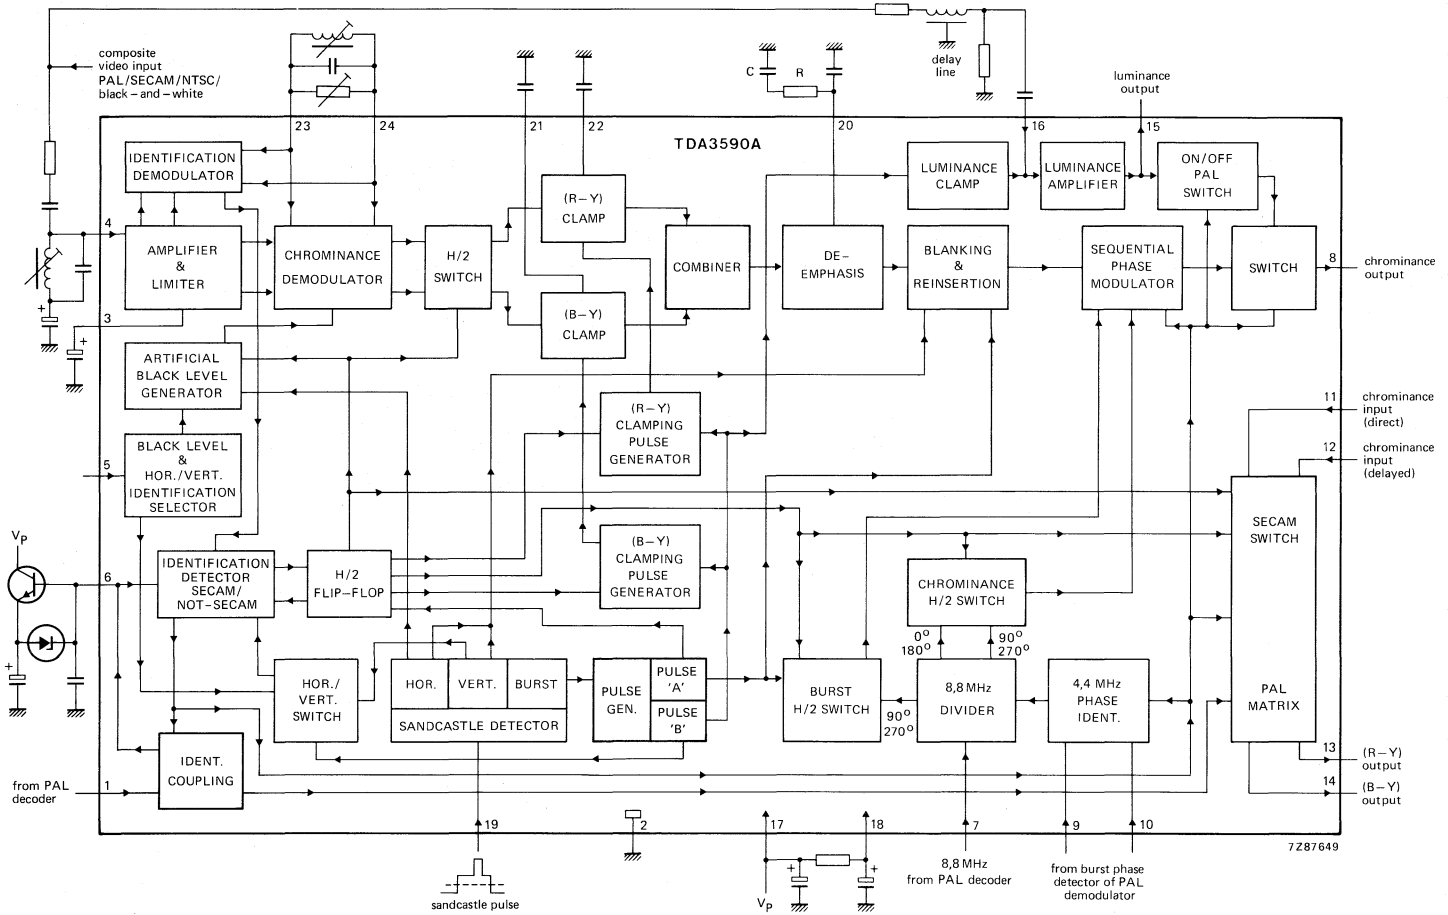 composite
video input
PAL/SECAM/NTSC/
black-and-white
delay
line
C
R
luminance
output
23
24
21
22
20
16
15
TDA3590A
IDENTIFICATION
DEMODULATOR
(R-Y)
CLAMP
LUMINANCE
CLAMP
LUMINANCE
AMPLIFIER
ON/OFF
PAL
SWITCH
4
AMPLIFIER
&
LIMITER
CHROMINANCE
DEMODULATOR
H/2
SWITCH
COMBINER
DE-
EMPHASIS
BLANKING
&
REINSERTION
SEQUENTIAL
PHASE
MODULATOR
SWITCH
8
chrominance
output
+
3
+
(B-Y)
CLAMP
ARTIFICIAL
BLACK LEVEL
GENERATOR
(R-Y)
CLAMPING
PULSE
GENERATOR
11
chrominance
input
(direct)
12
chrominance
input
(delayed)
5
BLACK LEVEL
&
HOR./VERT.
IDENTIFICATION
SELECTOR
SECAM
SWITCH
VP
6
IDENTIFICATION
DETECTOR
SECAM/
NOT-SECAM
H/2
FLIP-FLOP
(B-Y)
CLAMPING
PULSE
GENERATOR
CHROMINANCE
H/2 SWITCH
0°
180°
90°
270°
+
HOR./
VERT.
SWITCH
HOR.
VERT.
BURST
SANDCASTLE DETECTOR
PULSE
GEN.
PULSE
'A'
PULSE
'B'
BURST
H/2 SWITCH
90°
270°
8,8 MHz
DIVIDER
4,4 MHz
PHASE
IDENT.
PAL
MATRIX
13
(R-Y)
output
14
(B-Y)
output
from PAL
decoder
1
IDENT.
COUPLING
19
2
17
18
7
9
10
7Z87649
sandcastle pulse
VP
+
+
8,8 MHz
from PAL decoder
from burst phase
detector of PAL
demodulator